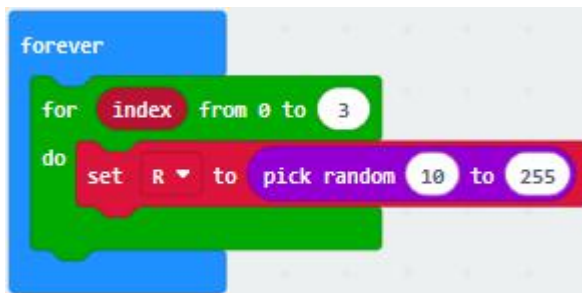 forever
for index from 0 to 3
do
set R to pick random 10 to 255